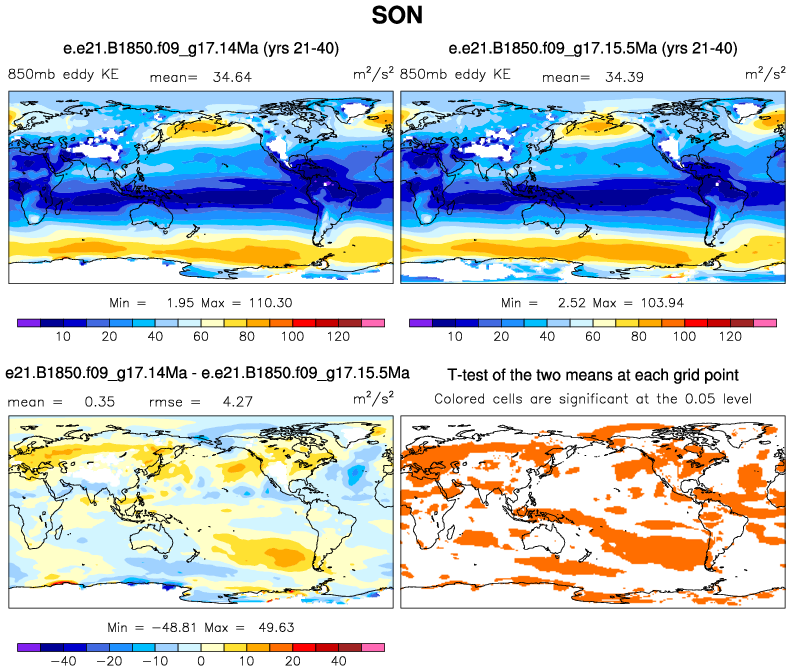 SON
e.e21.B1850.f09_g17.14Ma (yrs 21-40)
850mb eddy KE mean= 34.64 m²/s²
Min = 1.95 Max = 110.30
10 20 40 60 80 100 120
e.e21.B1850.f09_g17.15.5Ma (yrs 21-40)
850mb eddy KE mean= 34.39 m²/s²
Min = 2.52 Max = 103.94
10 20 40 60 80 100 120
e21.B1850.f09_g17.14Ma - e.e21.B1850.f09_g17.15.5Ma
mean = 0.35 rmse = 4.27 m²/s²
Min = −48.81 Max = 49.63
−40 −20 −10 0 10 20 40
T-test of the two means at each grid point
Colored cells are significant at the 0.05 level